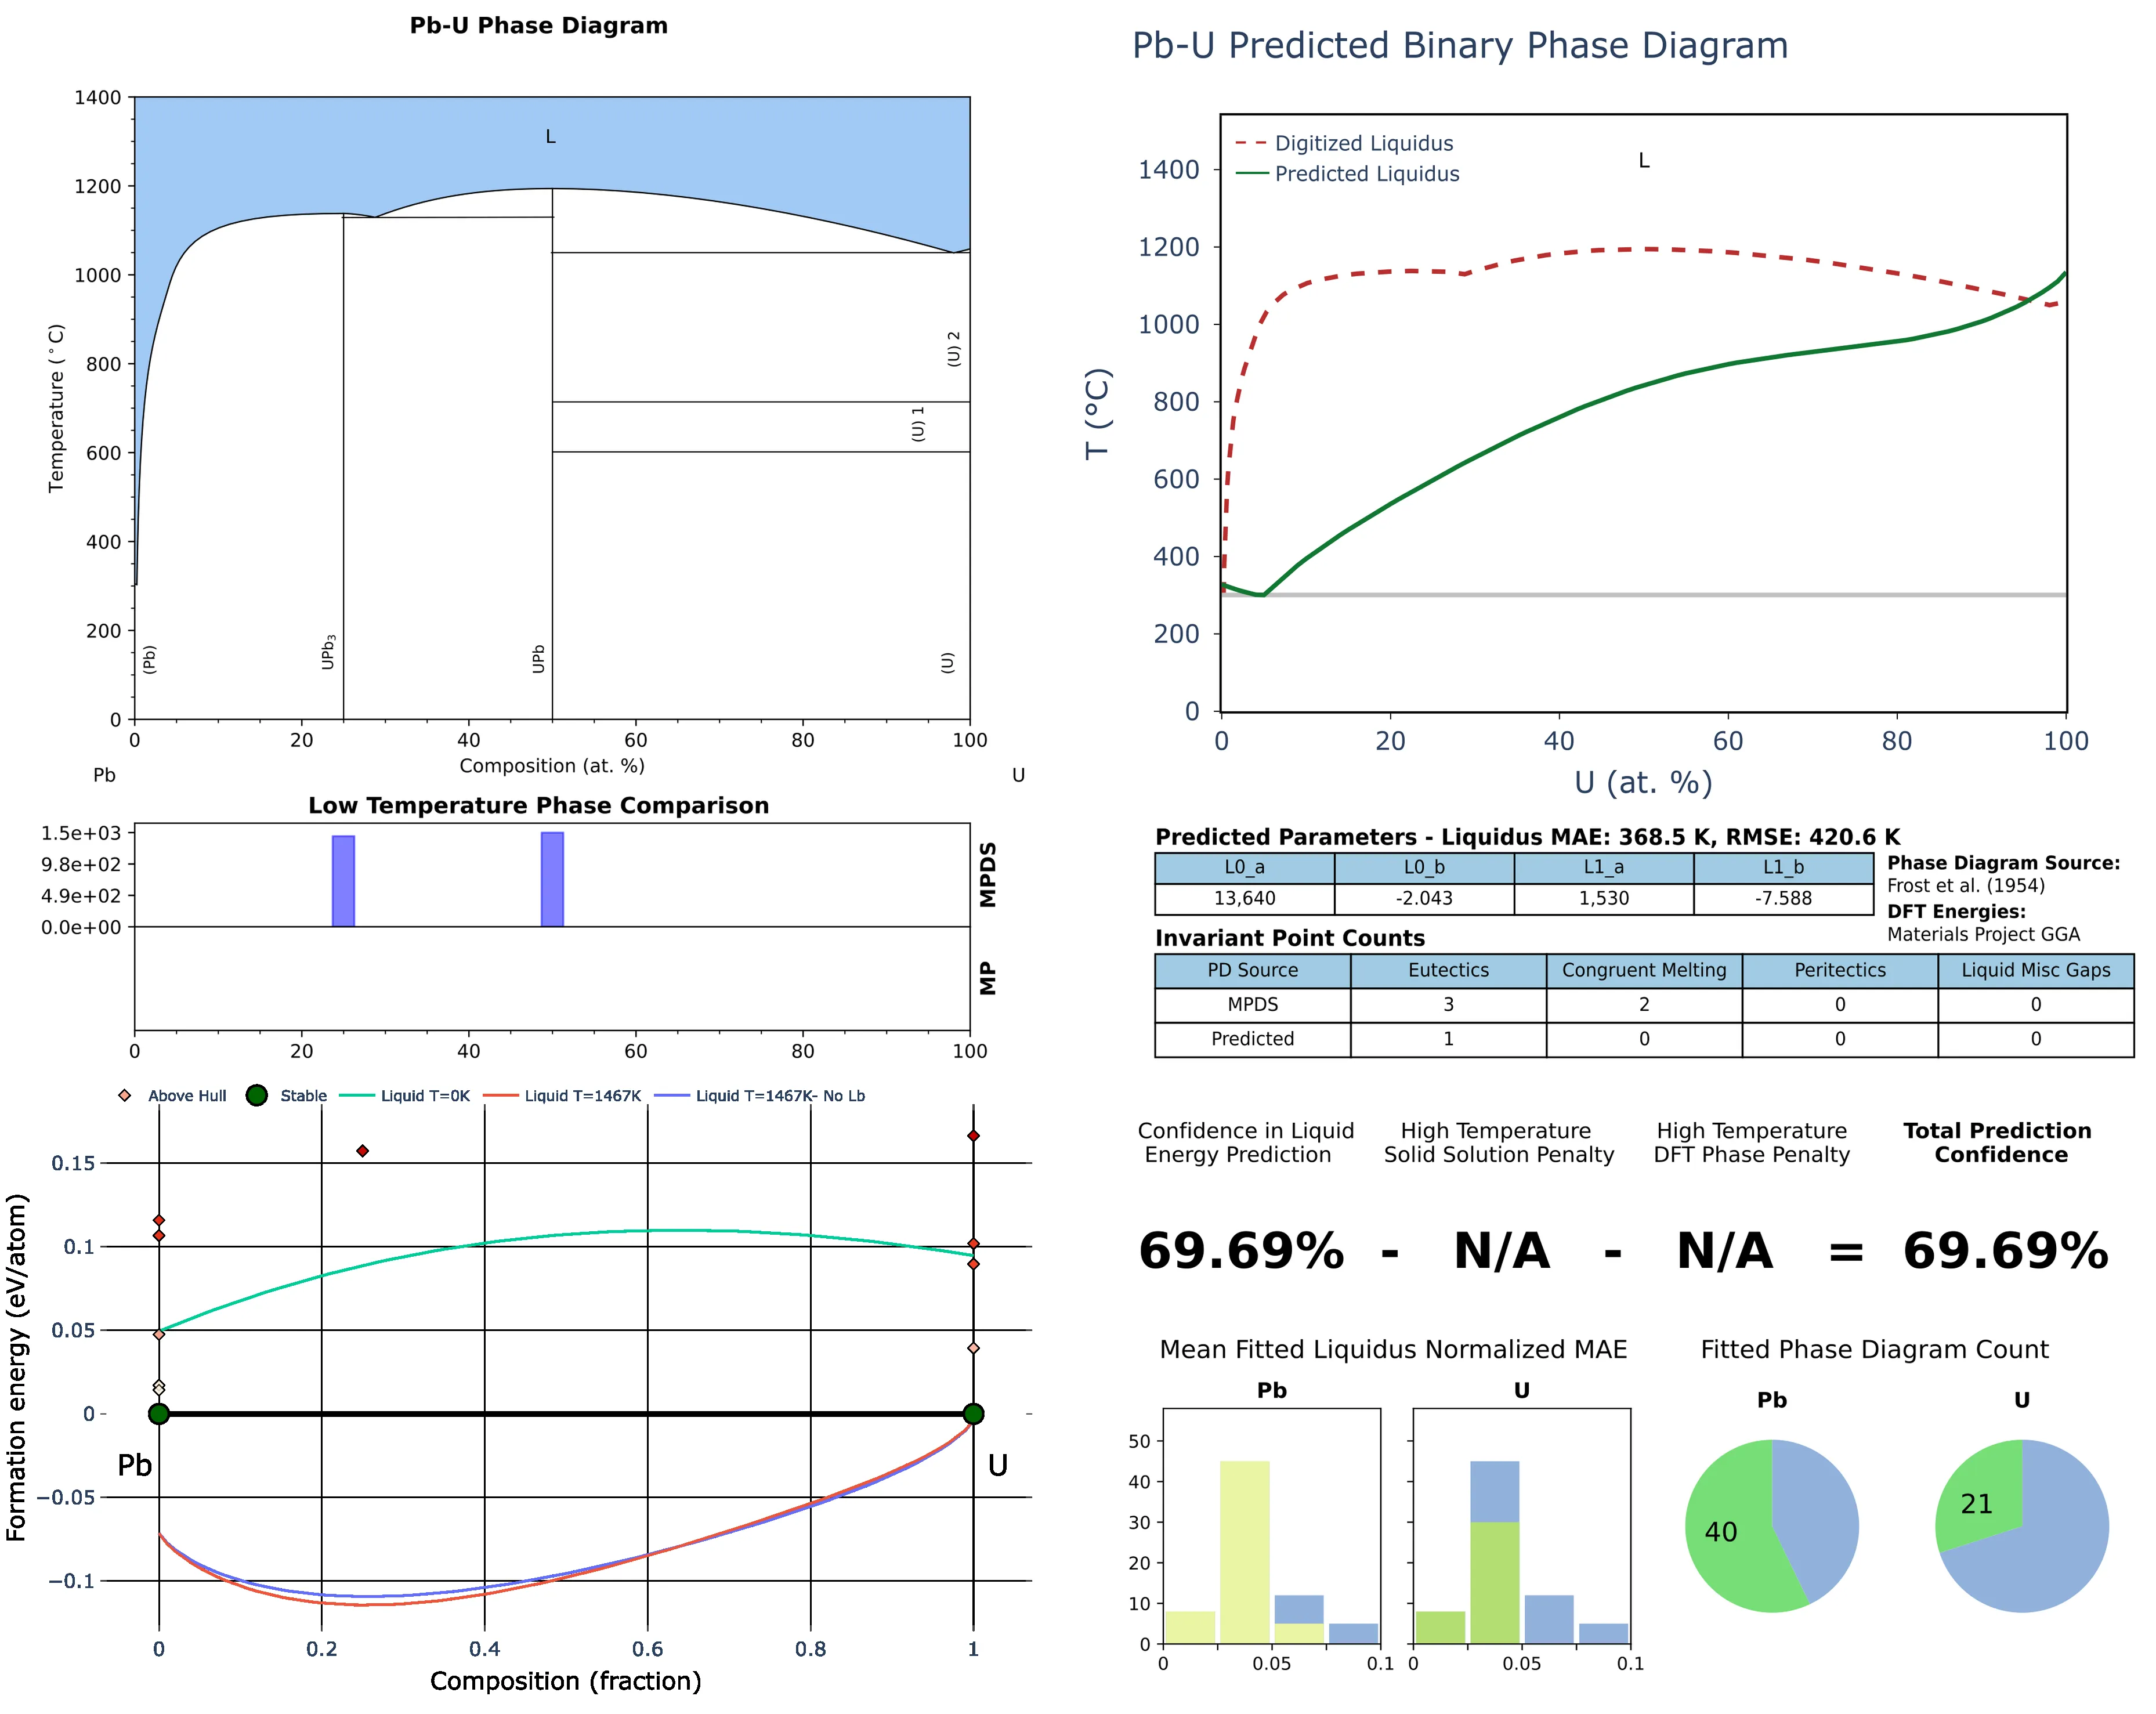 Pb-U Phase Diagram
1400
1200
1000
800
600
400
200
0
Temperature (°C)
L
(U) 2
(U) 1
(Pb)
UPb3
UPb
(U)
0 20 40 60 80 100
Composition (at. %)
Pb U
Low Temperature Phase Comparison
1.5e+03
9.8e+02
4.9e+02
0.0e+00
MPDS
MP
0 20 40 60 80 100
Above Hull Stable Liquid T=0K Liquid T=1467K Liquid T=1467K- No Lb
0.15
0.1
0.05
0
−0.05
−0.1
Formation energy (eV/atom)
Pb U
0 0.2 0.4 0.6 0.8 1
Composition (fraction)
Pb-U Predicted Binary Phase Diagram
Digitized Liquidus
Predicted Liquidus
L
1400
1200
1000
800
600
400
200
0
T (°C)
0 20 40 60 80 100
U (at. %)
Predicted Parameters - Liquidus MAE: 368.5 K, RMSE: 420.6 K
L0_a L0_b L1_a L1_b
13,640 -2.043 1,530 -7.588
Phase Diagram Source:
Frost et al. (1954)
DFT Energies:
Materials Project GGA
Invariant Point Counts
PD Source Eutectics Congruent Melting Peritectics Liquid Misc Gaps
MPDS 3 2 0 0
Predicted 1 0 0 0
Confidence in Liquid
Energy Prediction
High Temperature
Solid Solution Penalty
High Temperature
DFT Phase Penalty
Total Prediction
Confidence
69.69% - N/A - N/A = 69.69%
Mean Fitted Liquidus Normalized MAE
Pb U
50
40
30
20
10
0
0 0.05 0.1 0 0.05 0.1
Fitted Phase Diagram Count
Pb U
40 21